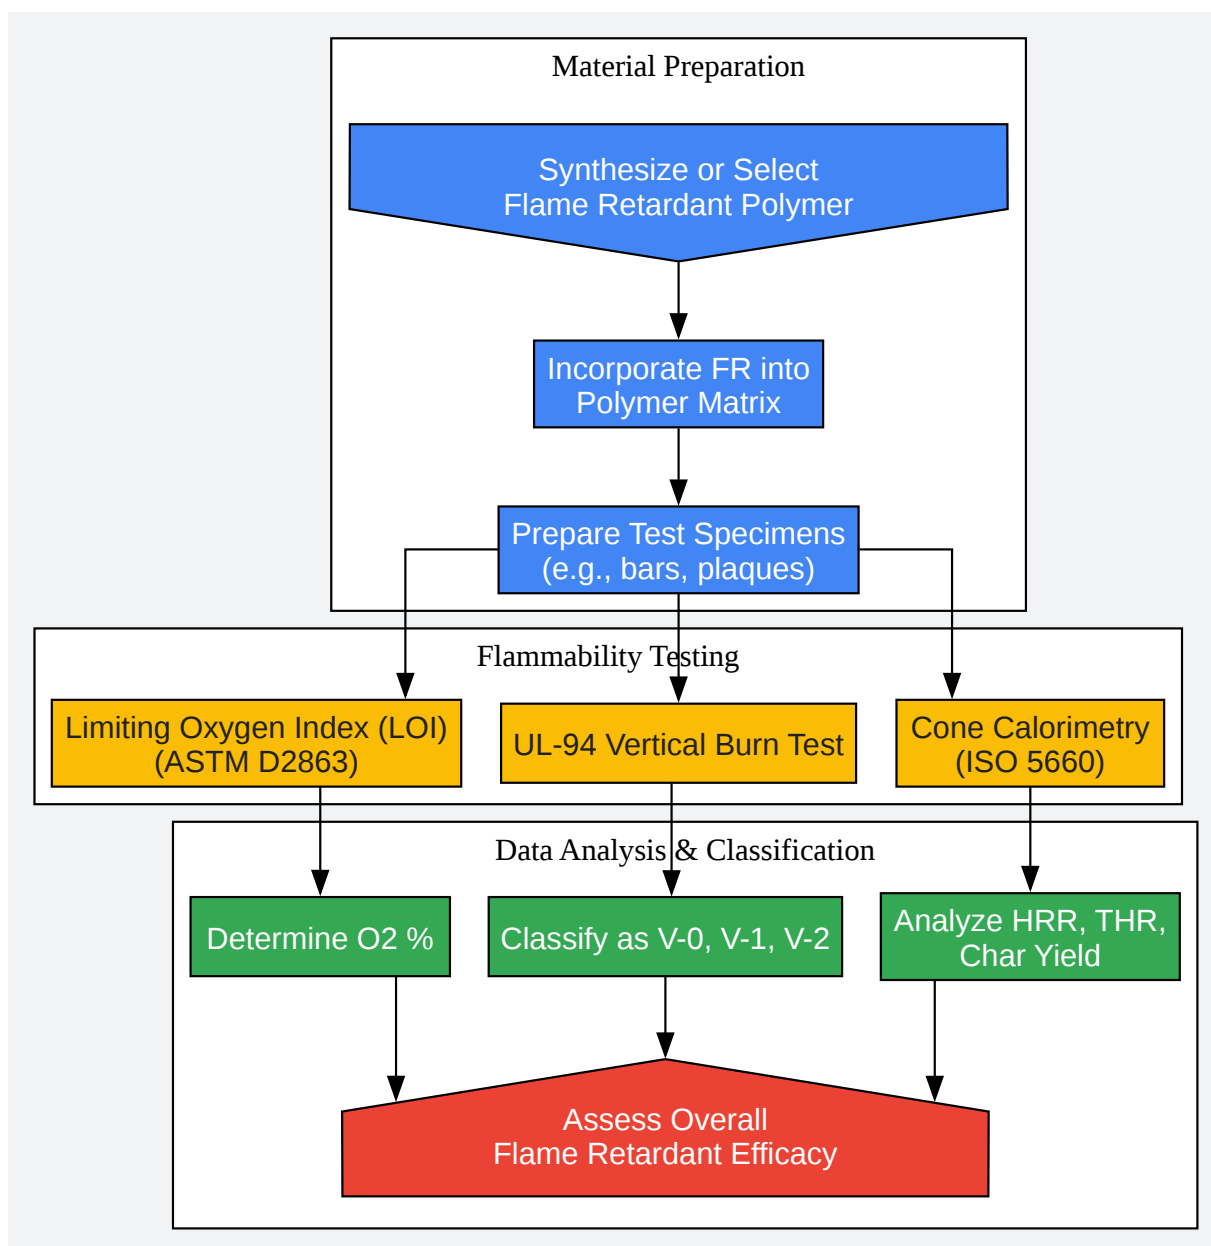 Material Preparation
Synthesize or Select
Flame Retardant Polymer
Incorporate FR into
Polymer Matrix
Prepare Test Specimens
(e.g., bars, plaques)
Flammability Testing
Limiting Oxygen Index (LOI)
(ASTM D2863)
UL-94 Vertical Burn Test
Cone Calorimetry
(ISO 5660)
Data Analysis & Classification
Determine O2 %
Classify as V-0, V-1, V-2
Analyze HRR, THR,
Char Yield
Assess Overall
Flame Retardant Efficacy